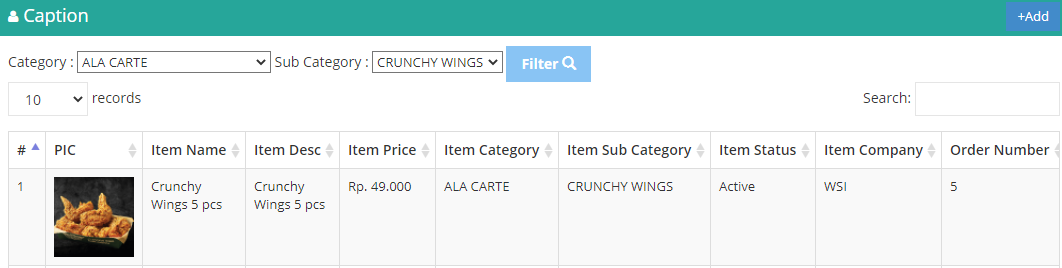 Caption
+Add
Category : ALA CARTE Sub Category : CRUNCHY WINGS Filter
10 records
Search:
# PIC Item Name Item Desc Item Price Item Category Item Sub Category Item Status Item Company Order Number
1 Crunchy Wings 5 pcs Crunchy Wings 5 pcs Rp. 49.000 ALA CARTE CRUNCHY WINGS Active WSI 5